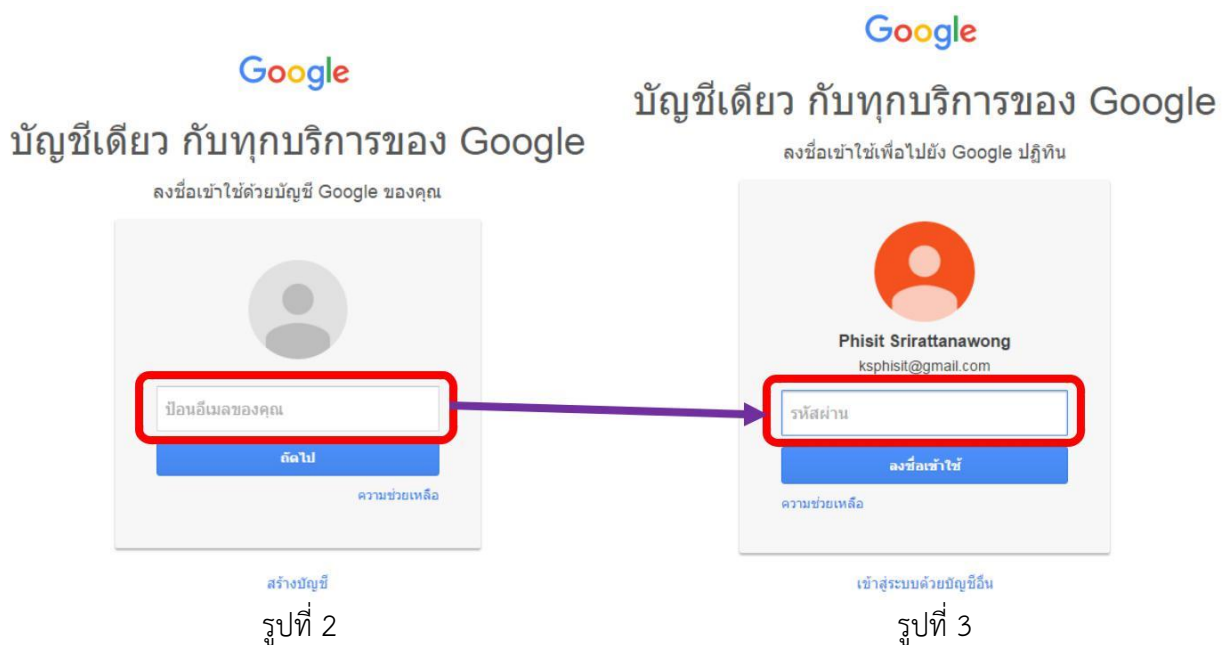 Google
บัญชีเดียว กับทุกบริการของ Google
ลงชื่อเข้าใช้ด้วยบัญชี Google ของคุณ
ป้อนอีเมลของคุณ
ถัดไป
ความช่วยเหลือ
สร้างบัญชี
รูปที่ 2
Google
บัญชีเดียว กับทุกบริการของ Google
ลงชื่อเข้าใช้เพื่อไปยัง Google ปฏิทิน
Phisit Srirattanawong
ksphisit@gmail.com
รหัสผ่าน
ลงชื่อเข้าใช้
ความช่วยเหลือ
เข้าสู่ระบบด้วยบัญชีอื่น
รูปที่ 3